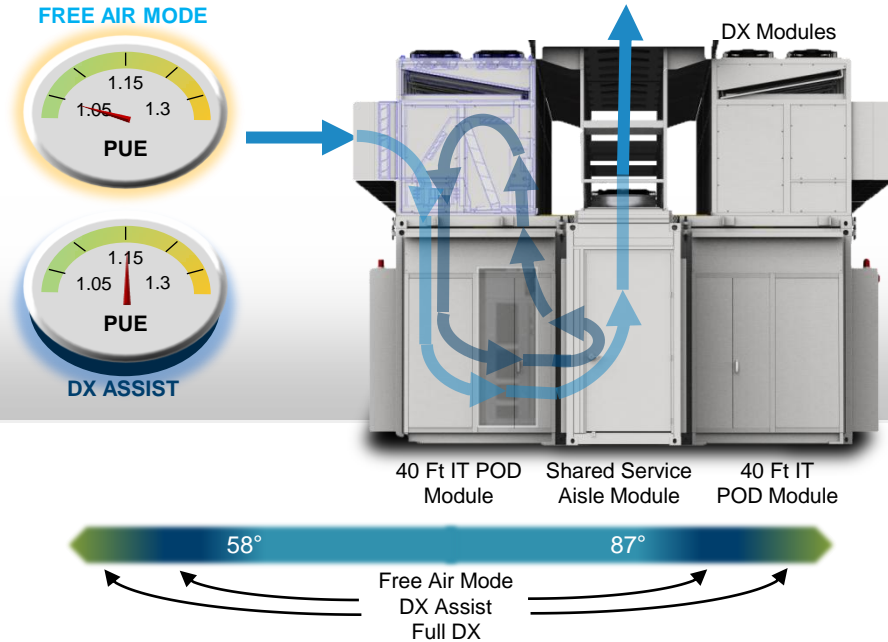 FREE AIR MODE
1.05
1.15
1.3
PUE
1.05
1.15
1.3
PUE
DX ASSIST
DX Modules
40 Ft IT POD
Module
Shared Service
Aisle Module
40 Ft IT
POD Module
58°
87°
Free Air Mode
DX Assist
Full DX